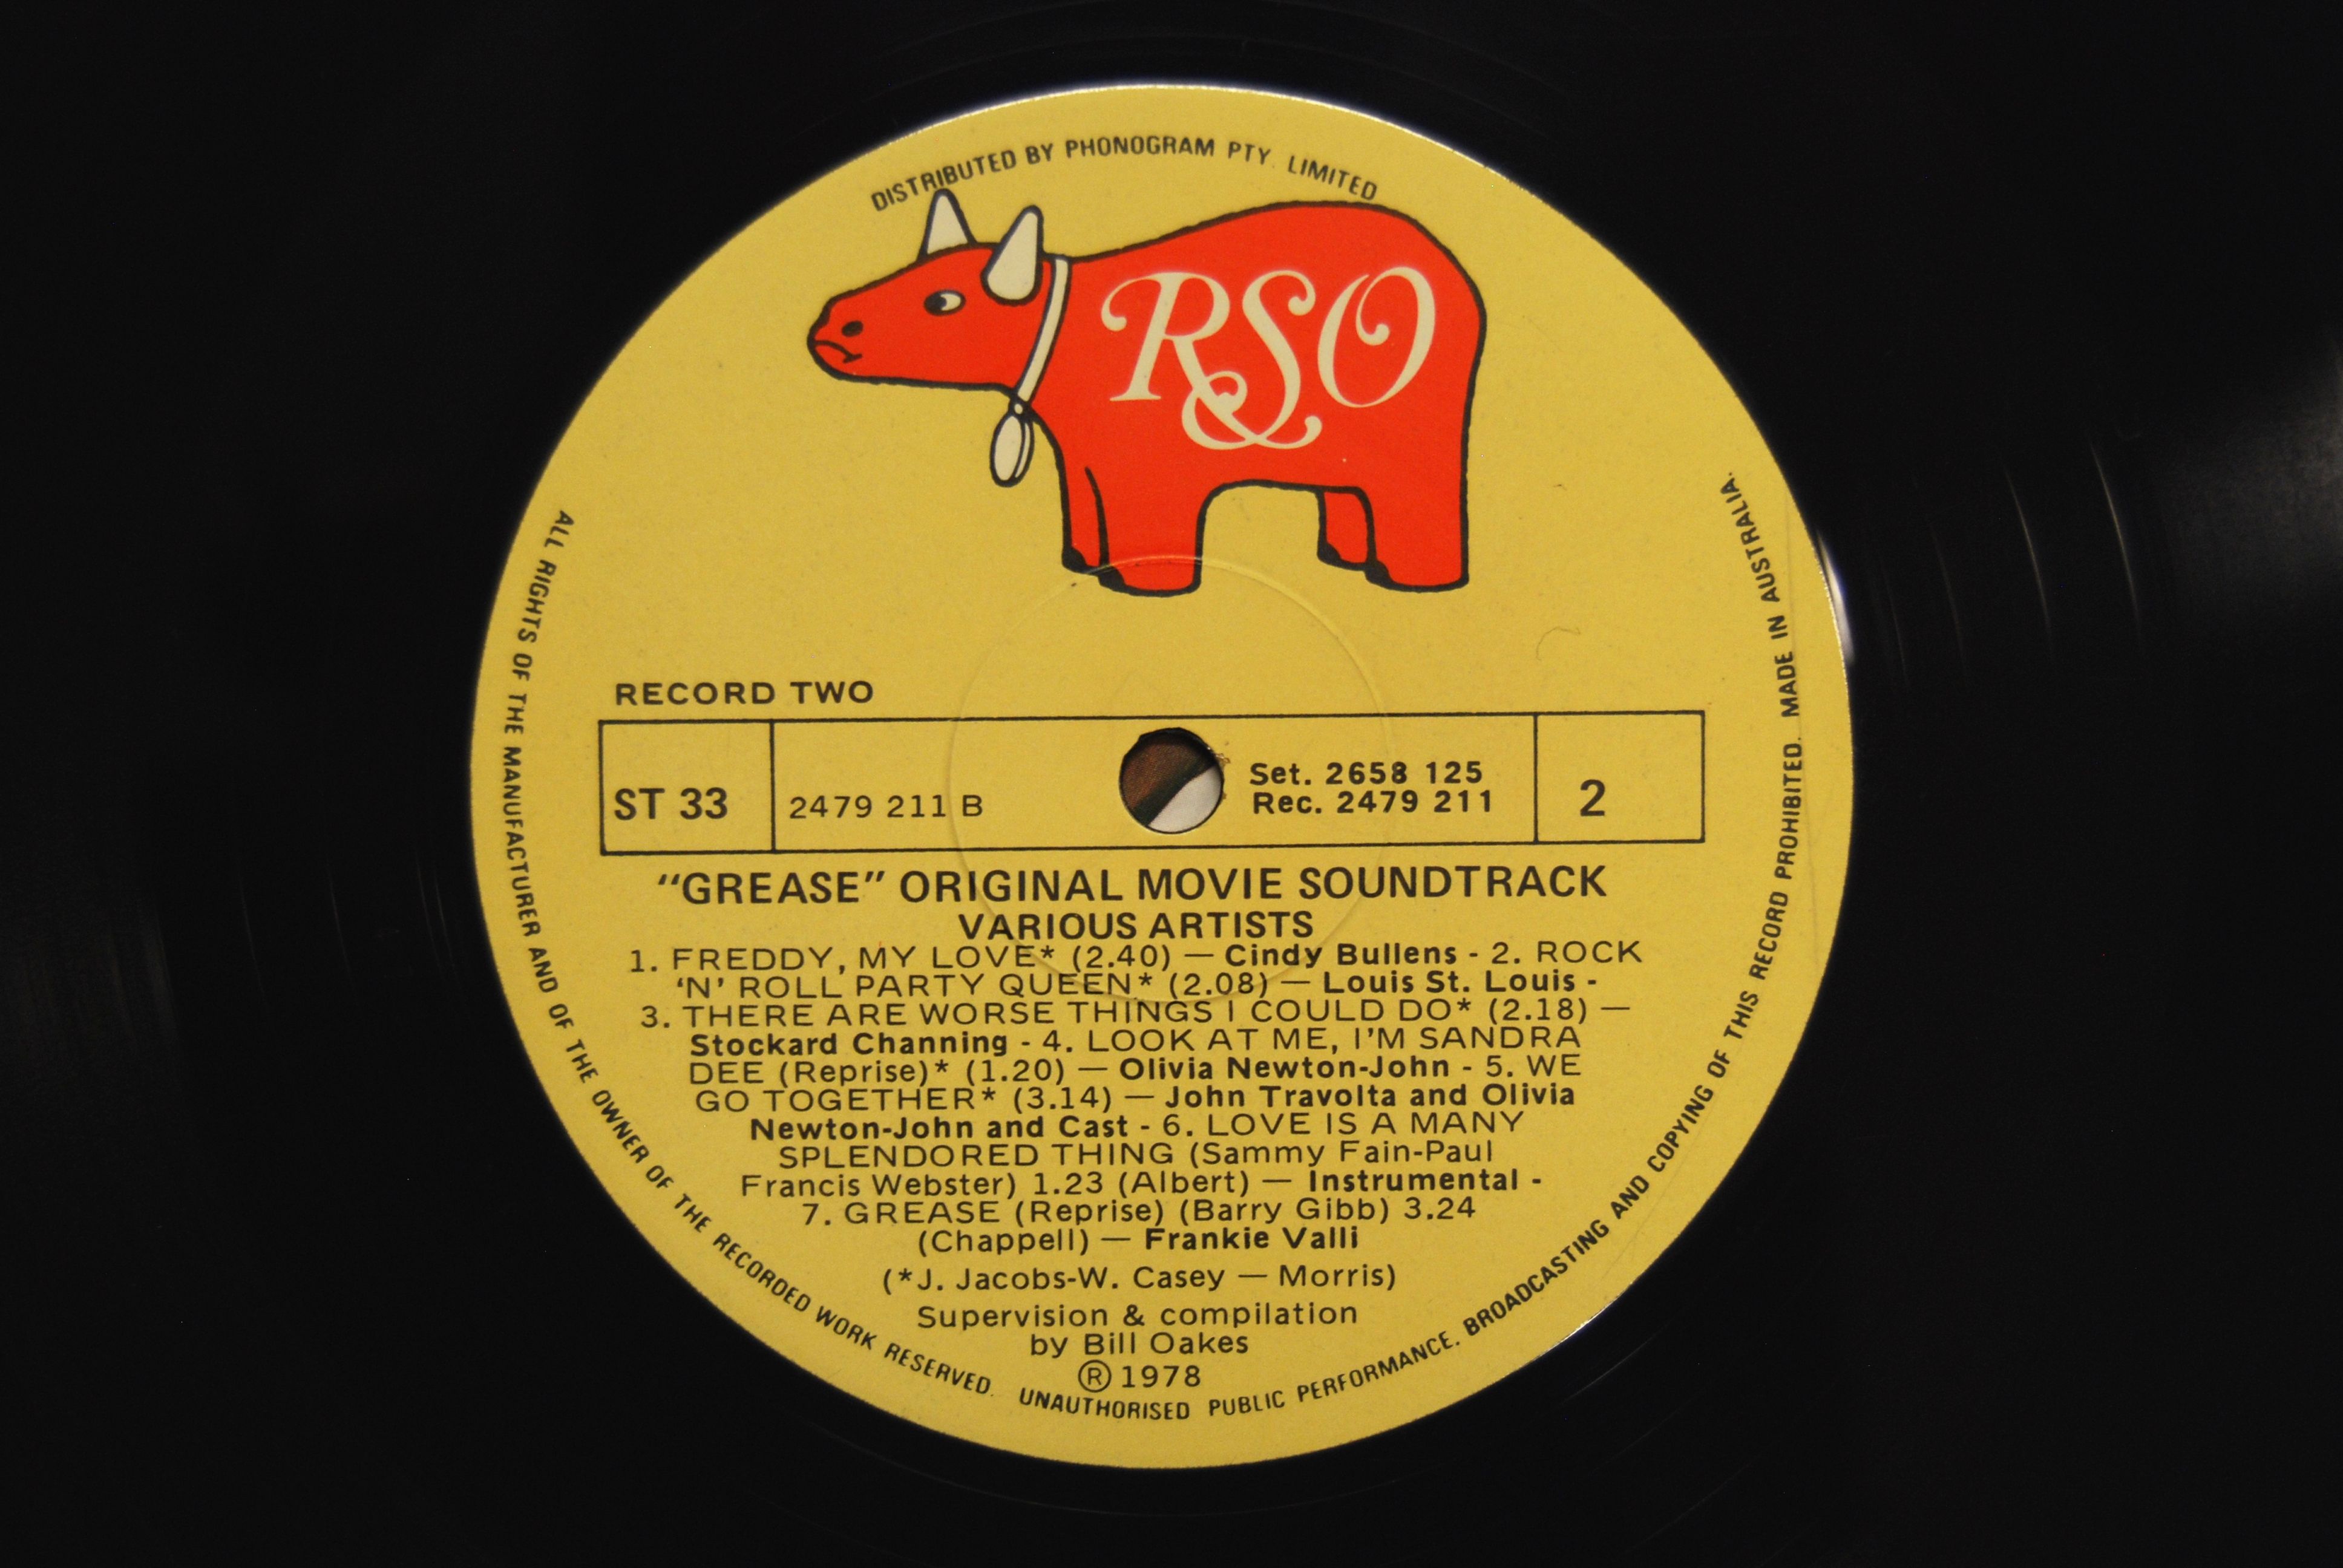 DISTRIBUTED BY PHONOGRAM PTY. LIMITED
RSO
RECORD TWO
ST 33
2479 211 B
Set. 2658 125
Rec. 2479 211
2
“GREASE” ORIGINAL MOVIE SOUNDTRACK
VARIOUS ARTISTS
1. FREDDY, MY LOVE* (2.40) — Cindy Bullens - 2. ROCK
‘N’ ROLL PARTY QUEEN* (2.08) — Louis St. Louis -
3. THERE ARE WORSE THINGS I COULD DO* (2.18) —
Stockard Channing - 4. LOOK AT ME, I’M SANDRA
DEE (Reprise)* (1.20) — Olivia Newton-John - 5. WE
GO TOGETHER* (3.14) — John Travolta and Olivia
Newton-John and Cast - 6. LOVE IS A MANY
SPLENDORED THING (Sammy Fain-Paul
Francis Webster) 1.23 (Albert) — Instrumental -
7. GREASE (Reprise) (Barry Gibb) 3.24
(Chappell) — Frankie Valli
(*J. Jacobs-W. Casey — Morris)
Supervision & compilation
by Bill Oakes
Ⓡ 1978
ALL RIGHTS OF THE MANUFACTURER AND OF THE OWNER OF THE RECORDED WORK RESERVED. UNAUTHORISED PUBLIC PERFORMANCE. BROADCASTING AND COPYING OF THIS RECORD PROHIBITED. MADE IN AUSTRALIA.